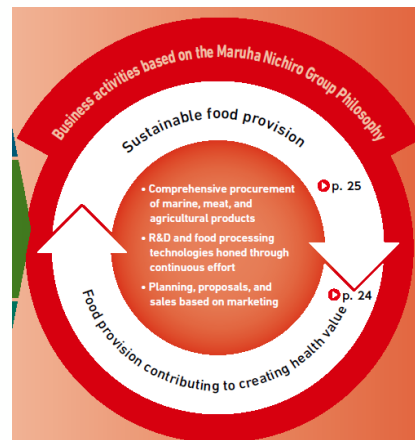 Business activities based on the Maruha Nichiro Group Philosophy
Sustainable food provision
p. 25
• Comprehensive procurement
of marine, meat, and
agricultural products
• R&D and food processing
technologies honed through
continuous effort
• Planning, proposals, and
sales based on marketing
p. 24
Food provision contributing to creating health value